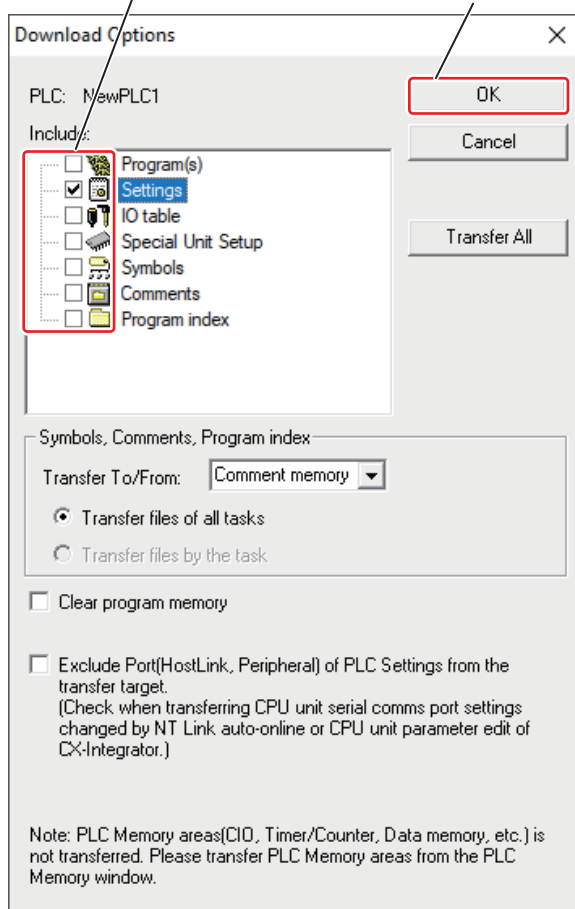 Download Options
PLC: NewPLC1
OK
Include:
Cancel
Program(s)
Settings
IO table
Special Unit Setup
Transfer All
Symbols
Comments
Program index
Symbols, Comments, Program index
Transfer To/From: Comment memory
Transfer files of all tasks
Transfer files by the task
Clear program memory
Exclude Port(HostLink, Peripheral) of PLC Settings from the
transfer target.
(Check when transferring CPU unit serial comms port settings
changed by NT Link auto-online or CPU unit parameter edit of
CX-Integrator.)
Note: PLC Memory areas(CIO, Timer/Counter, Data memory, etc.) is
not transferred. Please transfer PLC Memory areas from the PLC
Memory window.